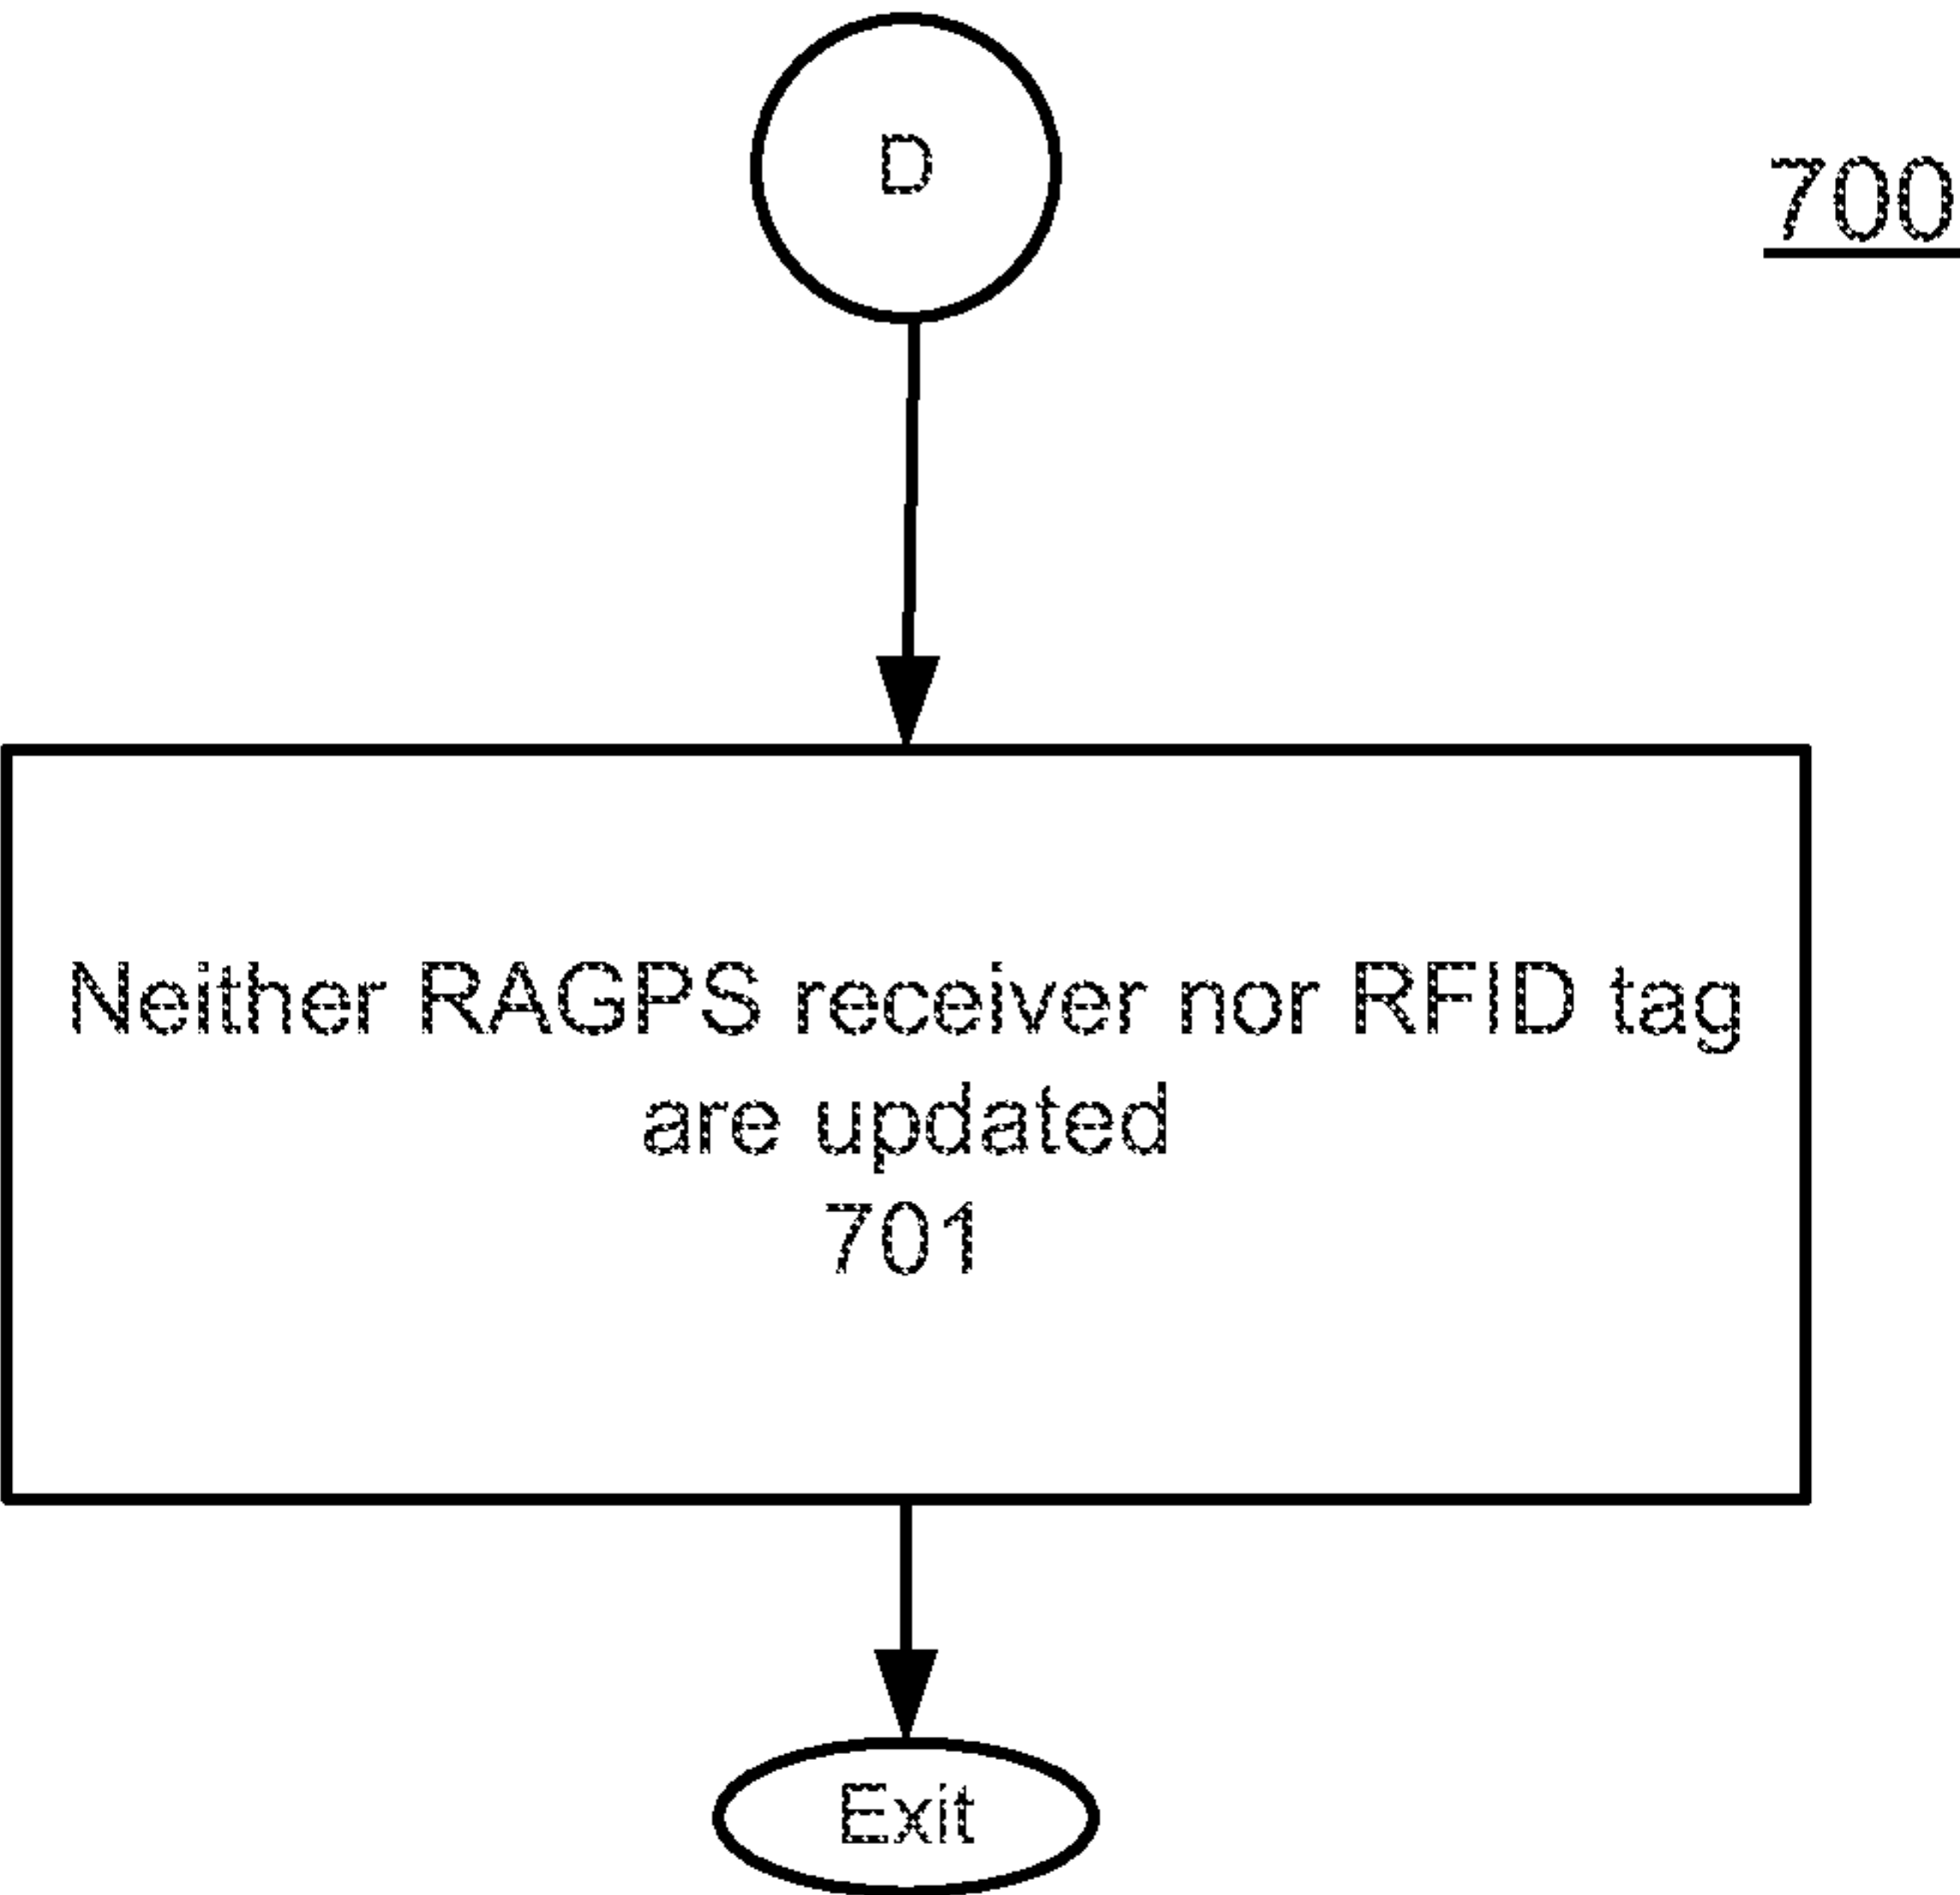 D
700
Neither RAGPS receiver nor RFID tag
are updated
701
Exit